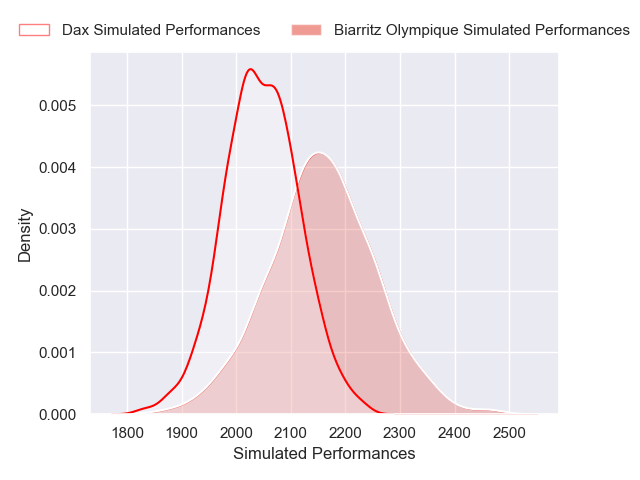 Dax Simulated Performances
Biarritz Olympique Simulated Performances
Density
0.005
0.004
0.003
0.002
0.001
0.000
1800 1900 2000 2100 2200 2300 2400 2500
Simulated Performances